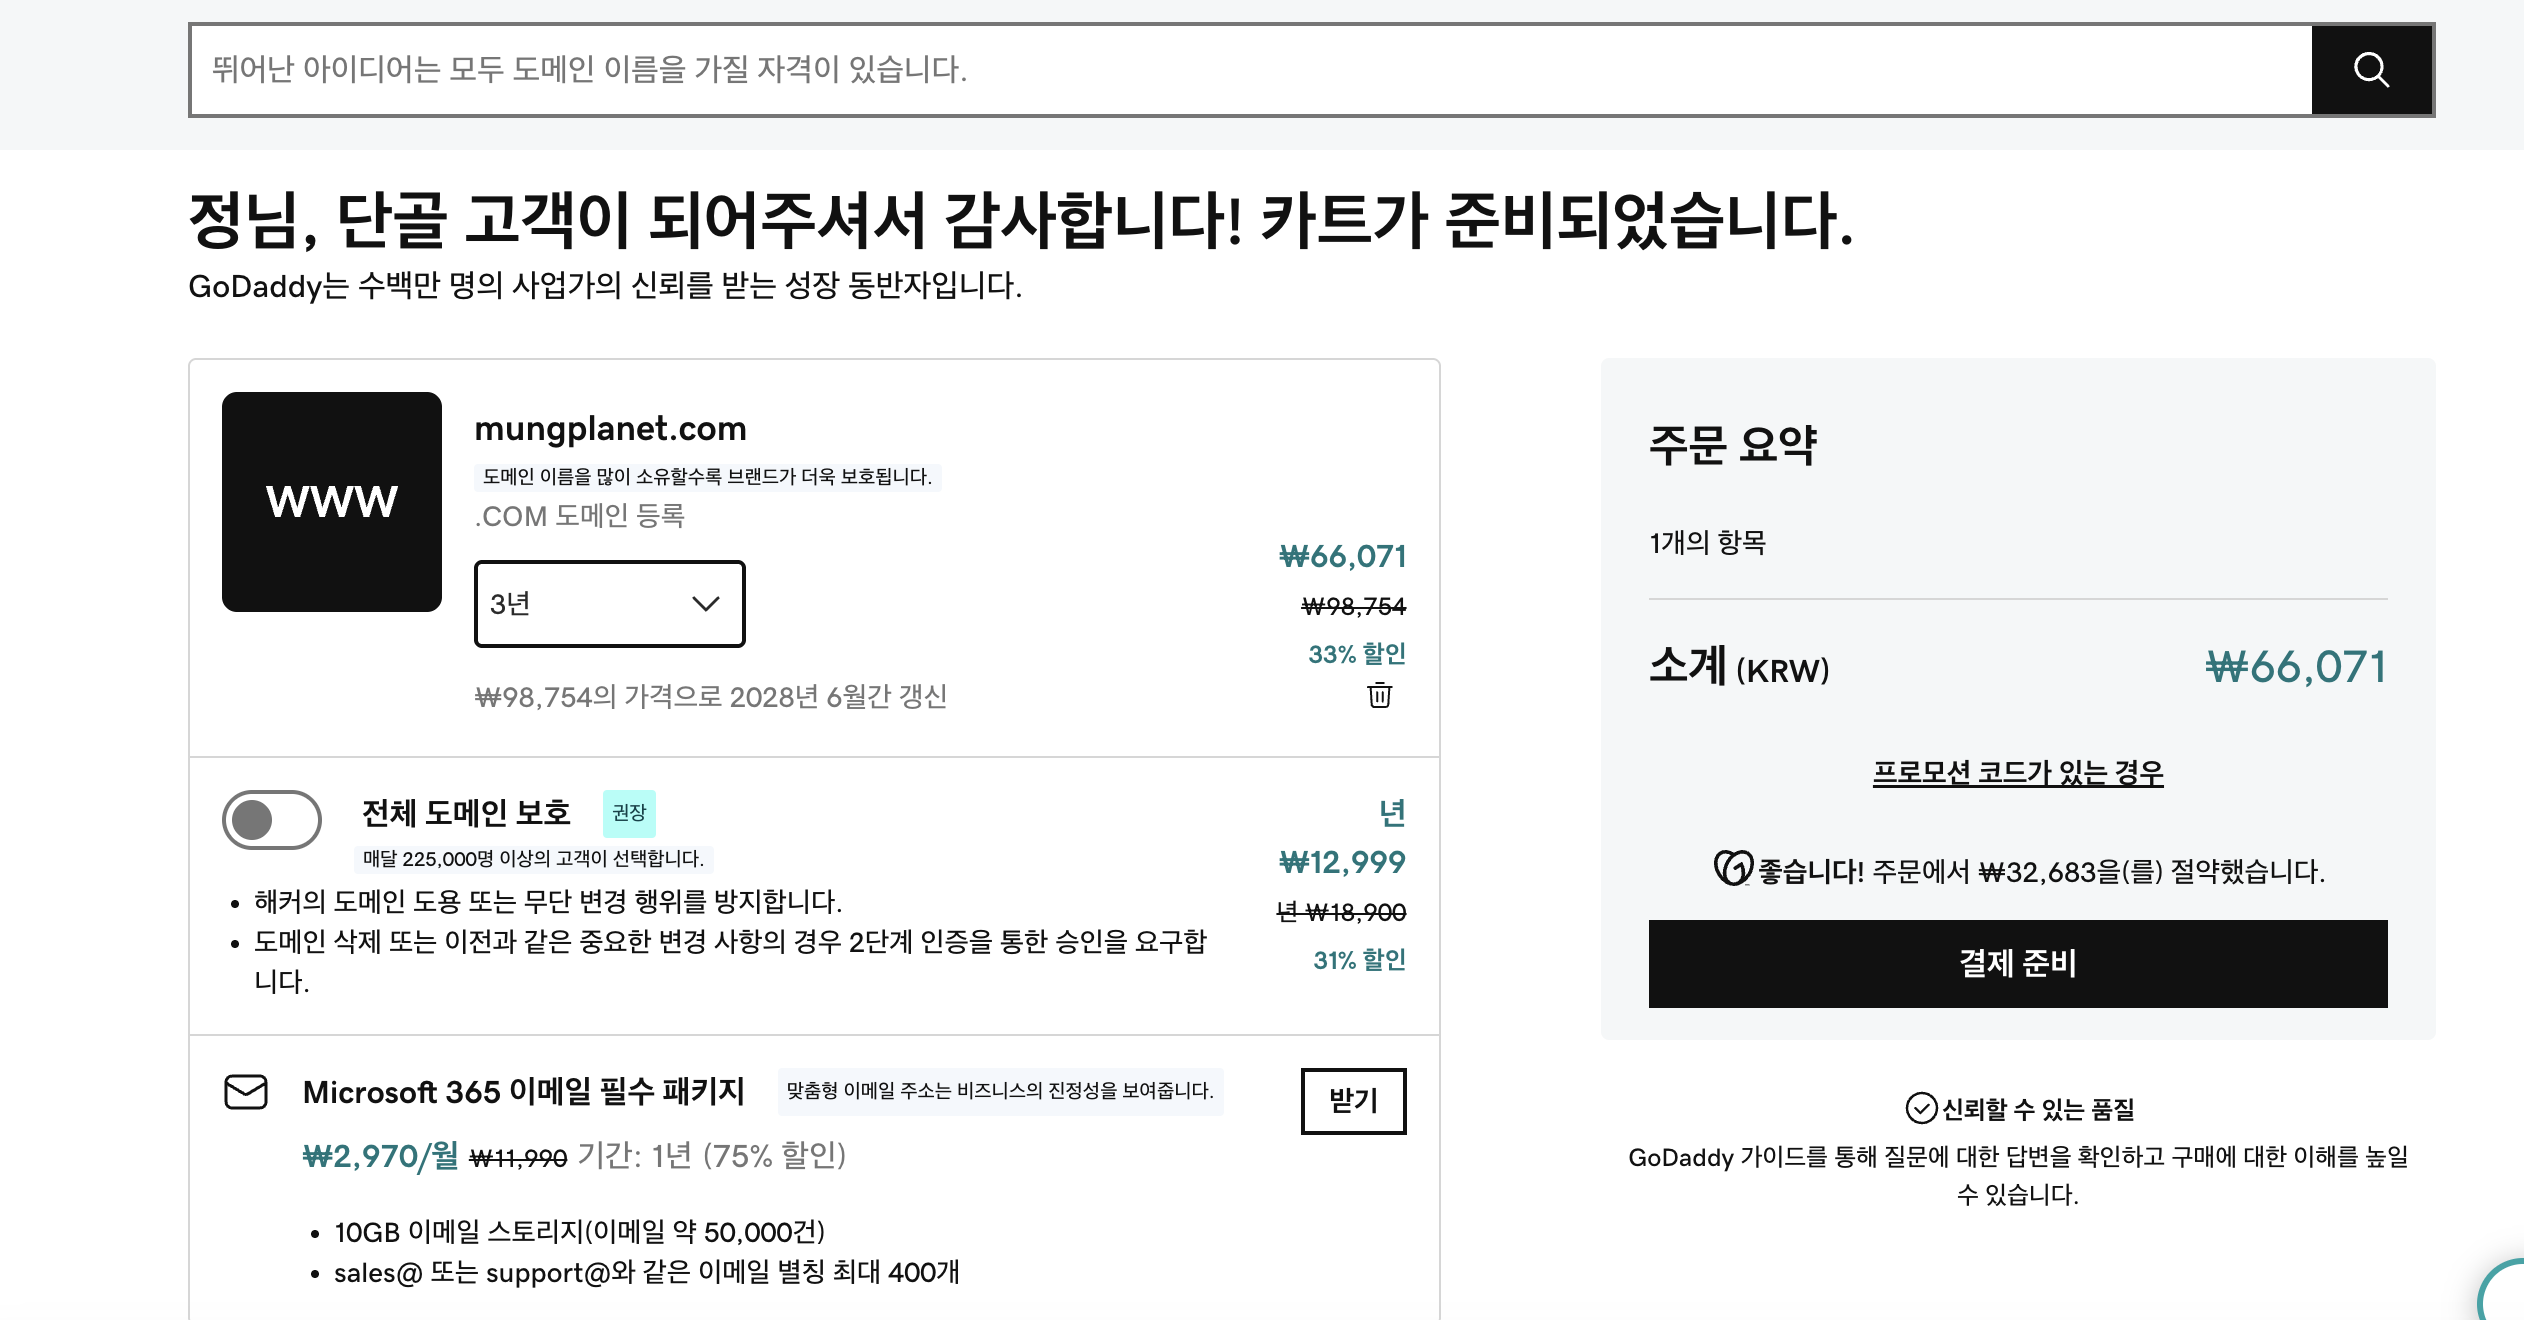 뛰어난 아이디어는 모두 도메인 이름을 가질 자격이 있습니다.
정님, 단골 고객이 되어주셔서 감사합니다! 카트가 준비되었습니다.
GoDaddy는 수백만 명의 사업가의 신뢰를 받는 성장 동반자입니다.
www
mungplanet.com
도메인 이름을 많이 소유할수록 브랜드가 더욱 보호됩니다.
.COM 도메인 등록
3년
₩66,071
₩98,754
33% 할인
₩98,754의 가격으로 2028년 6월간 갱신
전체 도메인 보호
권장
매달 225,000명 이상의 고객이 선택합니다.
년
₩12,999
년 ₩18,900
31% 할인
해커의 도메인 도용 또는 무단 변경 행위를 방지합니다.
도메인 삭제 또는 이전과 같은 중요한 변경 사항의 경우 2단계 인증을 통한 승인을 요구합
니다.
Microsoft 365 이메일 필수 패키지
맞춤형 이메일 주소는 비즈니스의 진정성을 보여줍니다.
받기
₩2,970/월 ₩11,990 기간: 1년 (75% 할인)
10GB 이메일 스토리지(이메일 약 50,000건)
sales@ 또는 support@와 같은 이메일 별칭 최대 400개
주문 요약
1개의 항목
소계 (KRW)
₩66,071
프로모션 코드가 있는 경우
좋습니다! 주문에서 ₩32,683을(를) 절약했습니다.
결제 준비
신뢰할 수 있는 품질
GoDaddy 가이드를 통해 질문에 대한 답변을 확인하고 구매에 대한 이해를 높일
수 있습니다.